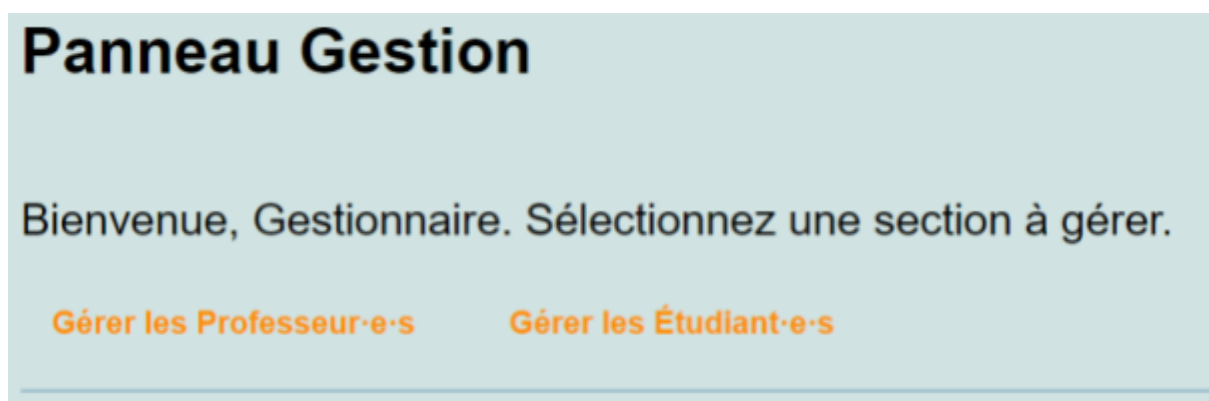 Panneau Gestion
Bienvenue, Gestionnaire. Sélectionnez une section à gérer.
Gérer les Professeur·e·s Gérer les Étudiant·e·s